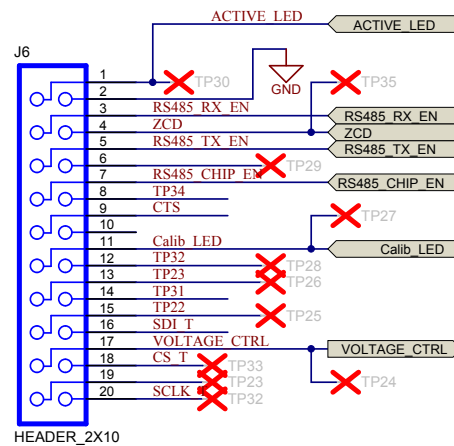 ACTIVE_LED
ACTIVE_LED
J6
1
TP30
TP35
2
GND
3
RS485_RX_EN
RS485_RX_EN
4
ZCD
ZCD
5
RS485_TX_EN
RS485_TX_EN
6
TP29
7
RS485_CHIP_EN
RS485_CHIP_EN
8
TP34
9
CTS
TP27
10
11
Calib_LED
Calib_LED
12
TP32
TP28
13
TP23
TP26
14
TP31
15
TP22
TP25
16
SDI_T
17
VOLTAGE_CTRL
VOLTAGE_CTRL
18
CS_T
TP33
19
TP23
TP24
20
SCLK_T
TP32
HEADER_2X10